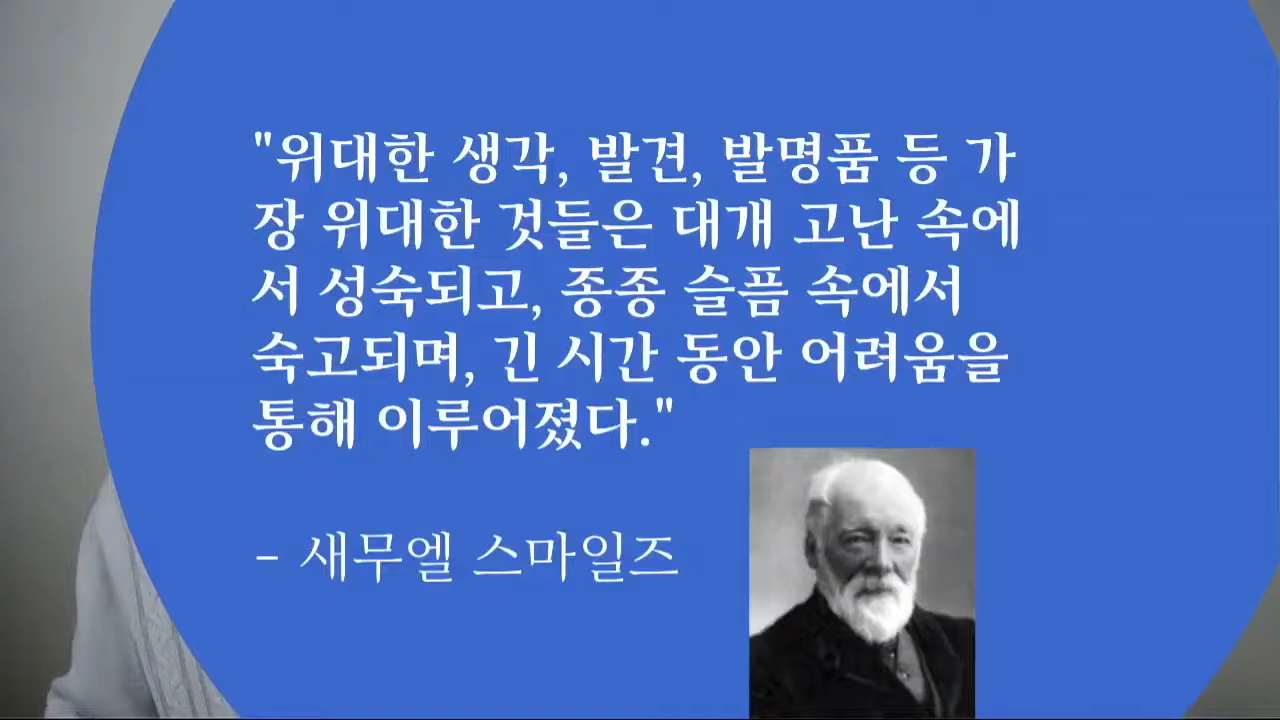 "위대한 생각, 발견, 발명품 등 가
장 위대한 것들은 대개 고난 속에
서 성숙되고, 종종 슬픔 속에서
숙고되며, 긴 시간 동안 어려움을
통해 이루어졌다."
- 새무엘 스마일즈